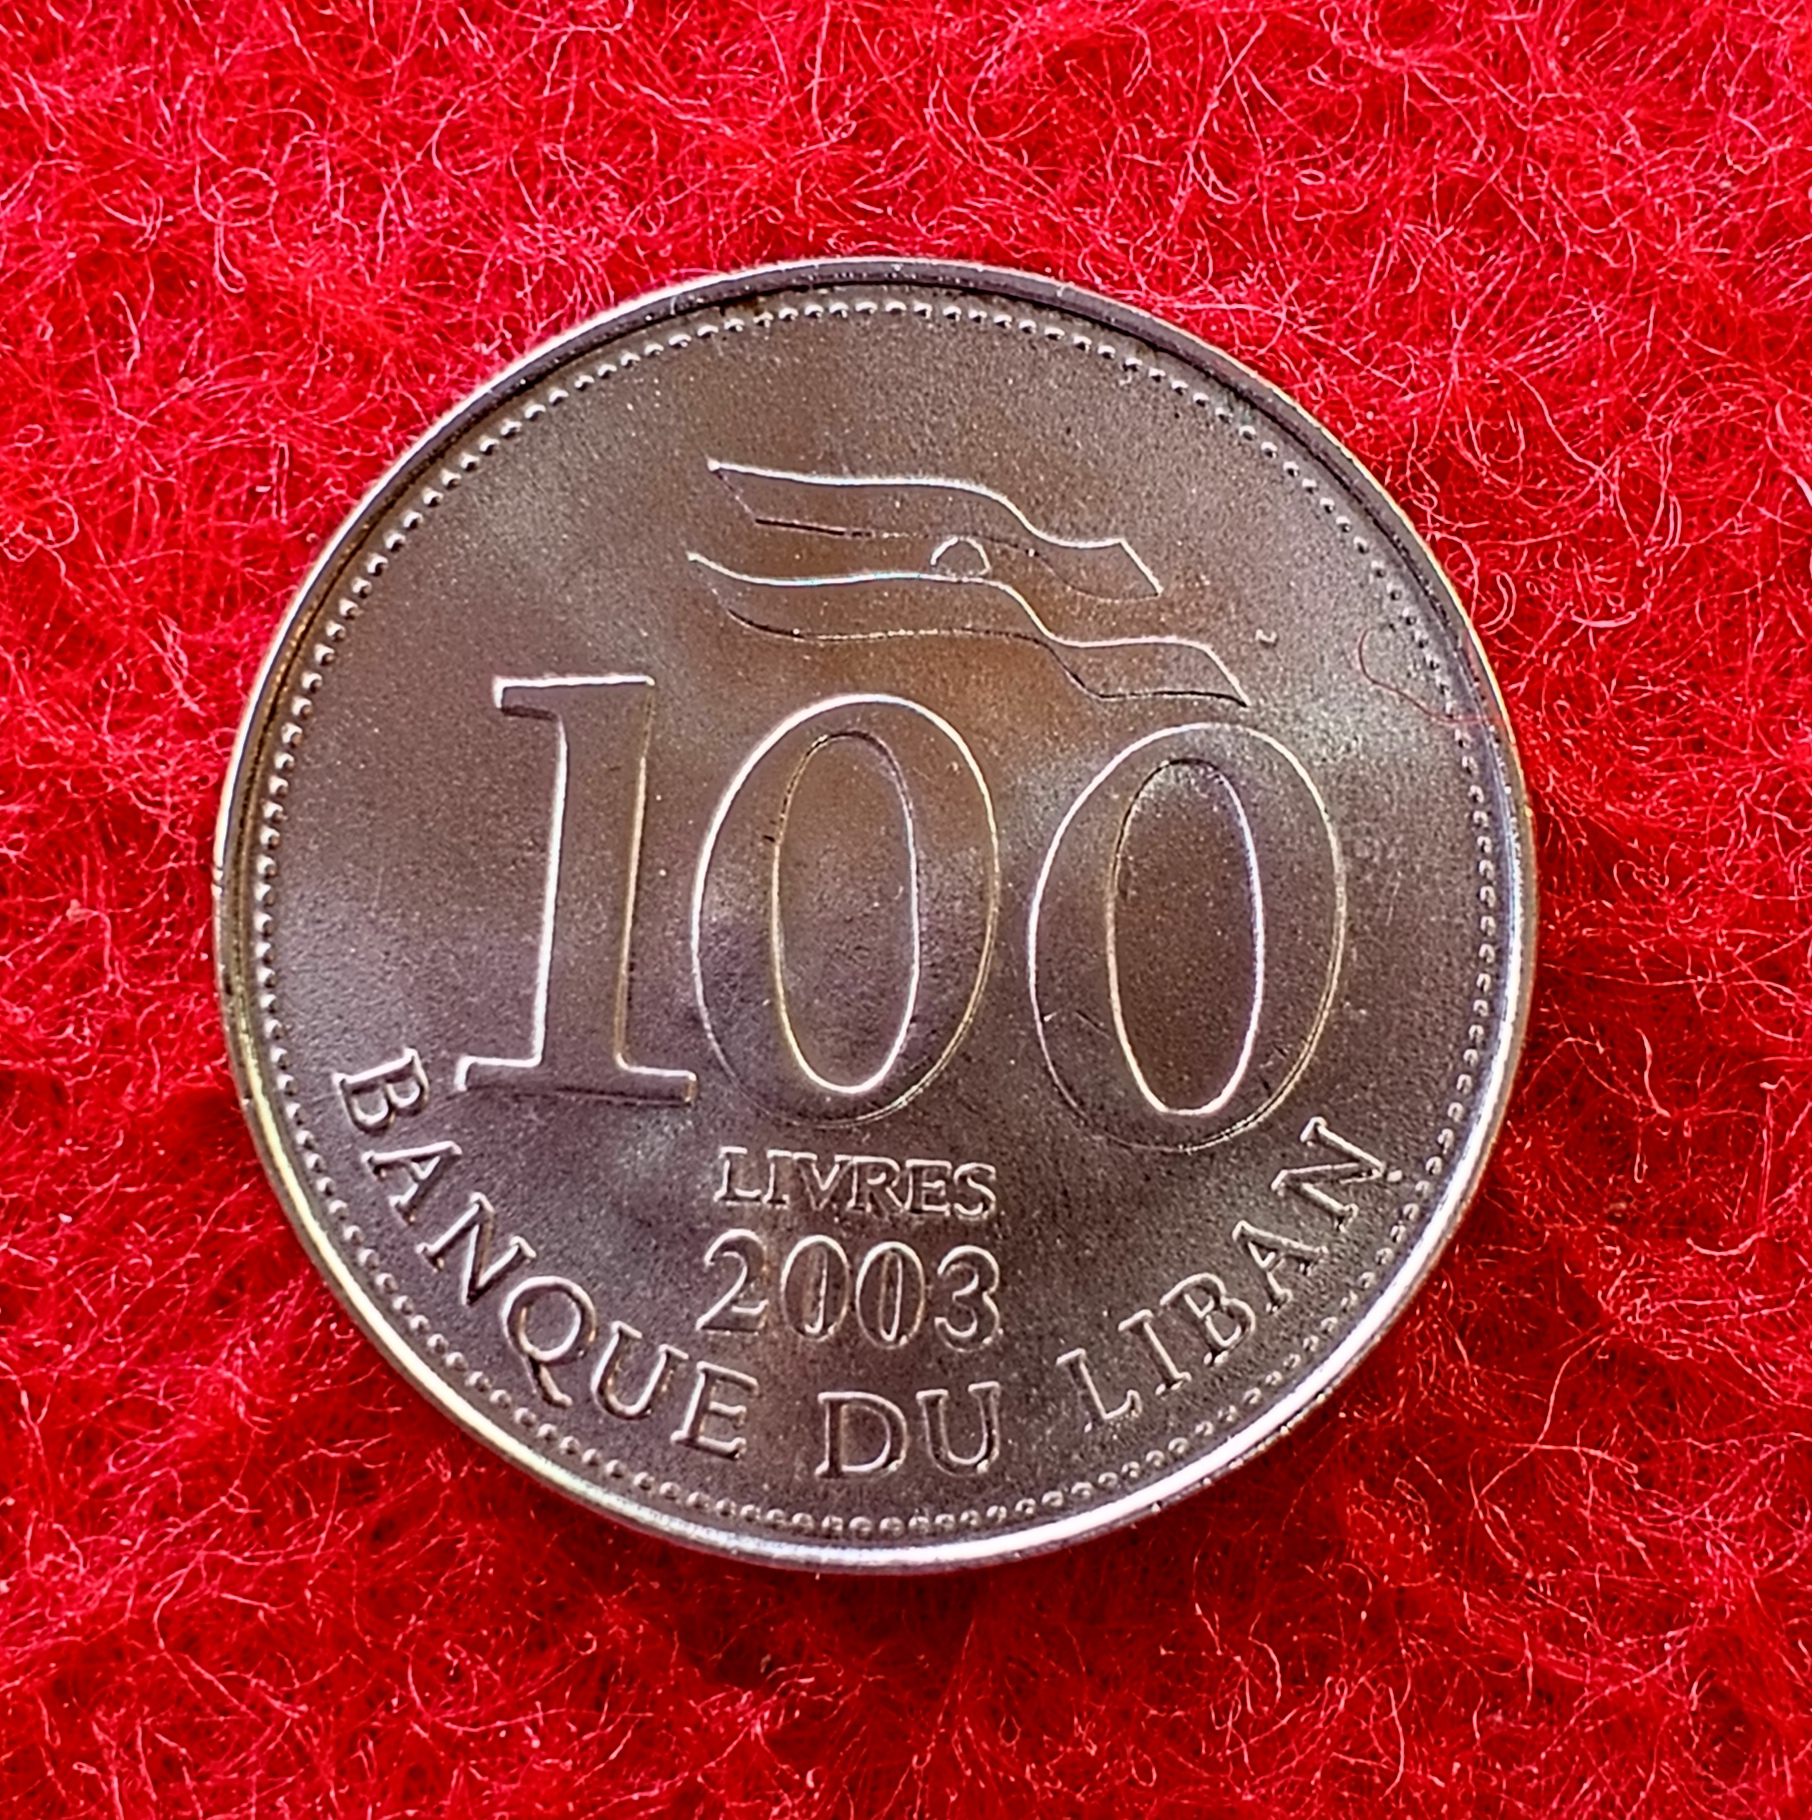 100
LIVRES
2003
BANQUE DU LIBAN